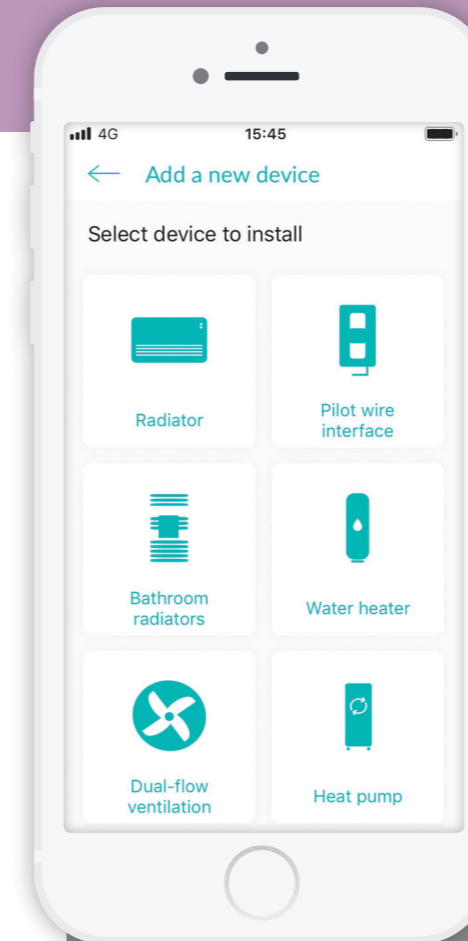 4G 15:45
Add a new device
Select device to install
Radiator
Pilot wire
interface
Bathroom
radiators
Water heater
Dual-flow
ventilation
Heat pump